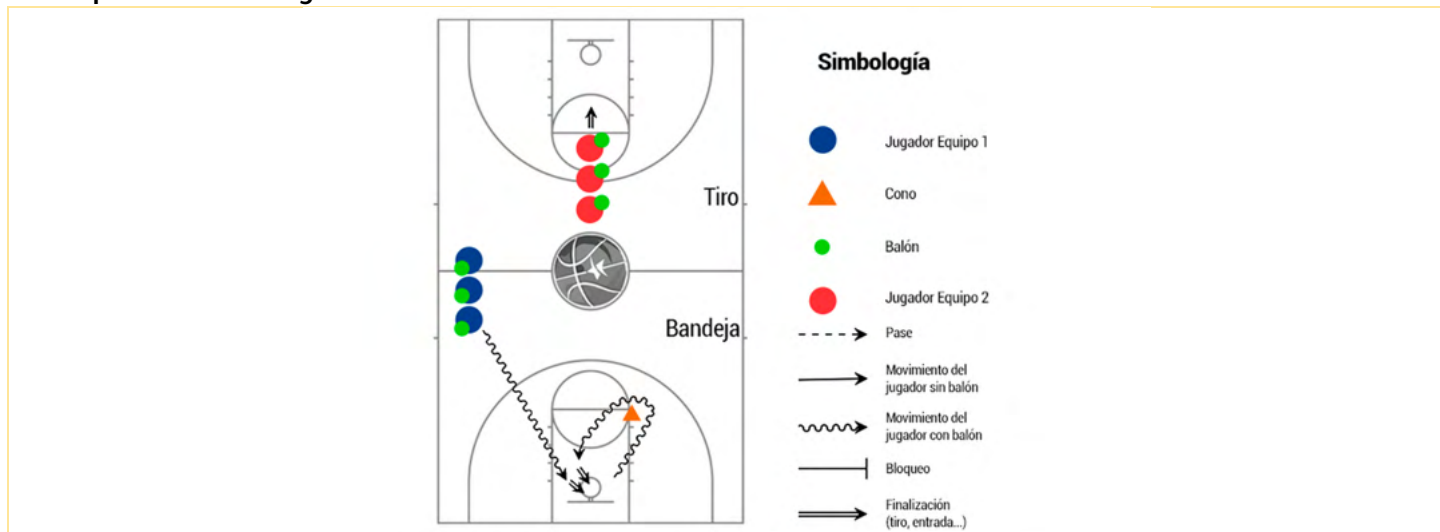 Simbología
Tiro
Bandeja
Jugador Equipo 1
Cono
Balón
Jugador Equipo 2
Pase
Movimiento del
jugador sin balón
Movimiento del
jugador con balón
Bloqueo
Finalización
(tiro, entrada...)